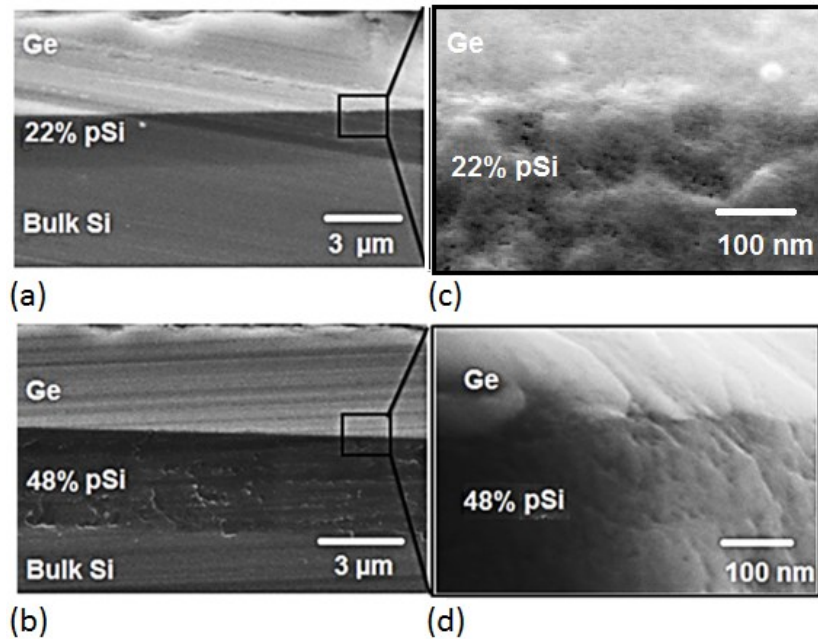 Ge
22% pSi
Bulk Si
3 μm
(a)
Ge
22% pSi
100 nm
(c)
Ge
48% pSi
Bulk Si
3 μm
(b)
Ge
48% pSi
100 nm
(d)